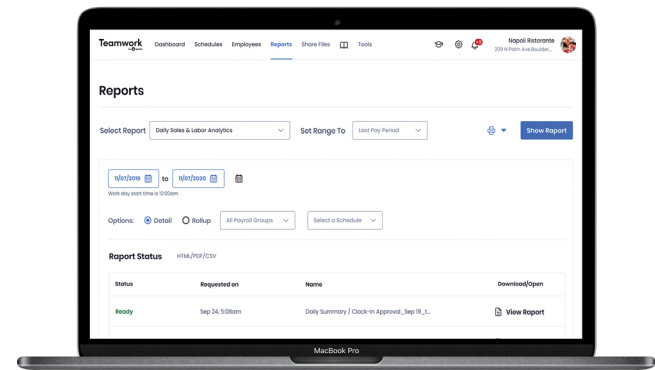 Teamwork
Dashboard Schedules Employees Reports Share Files Tools
Napoli Ristorante
209 N Palm Ave.Boulder,...
Reports
Select Report Daily Sales & Labor Analytics Set Range To Last Pay Period Show Raport
11/07/2019 to 11/07/2020
Work day start time is 12:00am
Options: Detail Rollup All Payroll Groups Select a Schedule
Raport Status HTML/PDF/CSV
Status Requested on Name Download/Open
Ready Sep 24, 5:08am Daily Summary / Clock-In Approval_Sep 19_t... View Raport
MacBook Pro